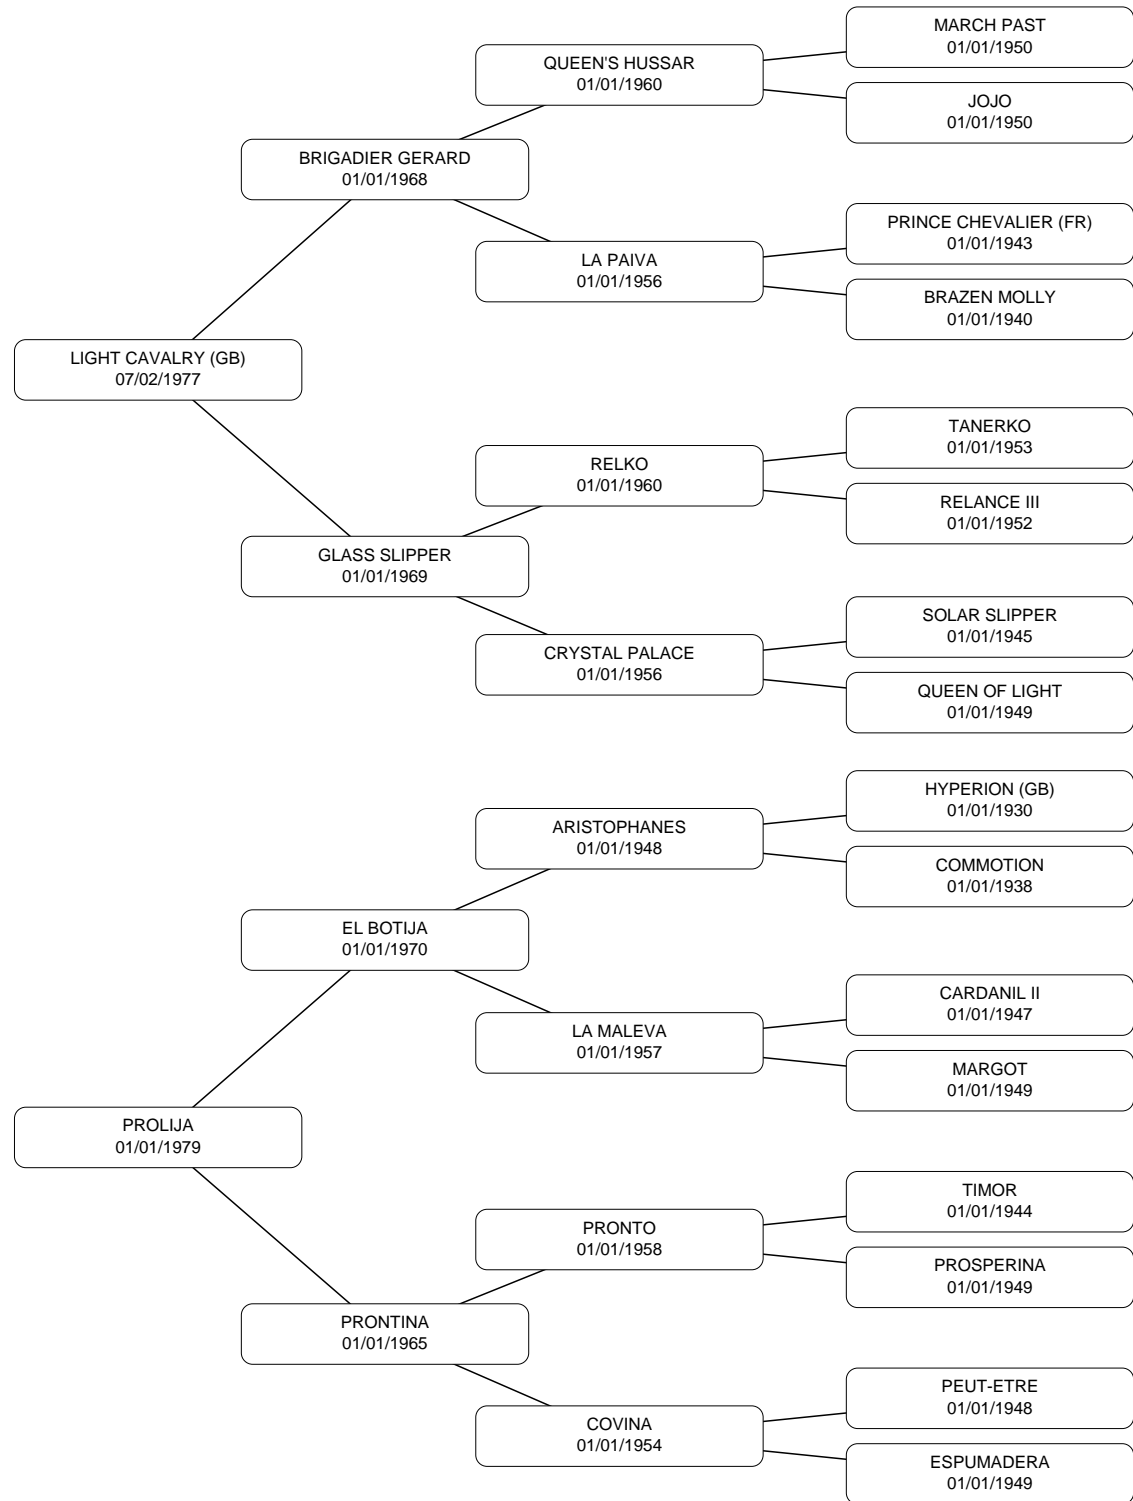 MARCH PAST
01/01/1950
QUEEN'S HUSSAR
01/01/1960
JOJO
01/01/1950
BRIGADIER GERARD
01/01/1968
PRINCE CHEVALIER (FR)
01/01/1943
LA PAIVA
01/01/1956
BRAZEN MOLLY
01/01/1940
LIGHT CAVALRY (GB)
07/02/1977
TANERKO
01/01/1953
RELKO
01/01/1960
RELANCE III
01/01/1952
GLASS SLIPPER
01/01/1969
SOLAR SLIPPER
01/01/1945
CRYSTAL PALACE
01/01/1956
QUEEN OF LIGHT
01/01/1949
HYPERION (GB)
01/01/1930
ARISTOPHANES
01/01/1948
COMMOTION
01/01/1938
EL BOTIJA
01/01/1970
CARDANIL II
01/01/1947
LA MALEVA
01/01/1957
MARGOT
01/01/1949
PROLIJA
01/01/1979
TIMOR
01/01/1944
PRONTO
01/01/1958
PROSPERINA
01/01/1949
PRONTINA
01/01/1965
PEUT-ETRE
01/01/1948
COVINA
01/01/1954
ESPUMADERA
01/01/1949